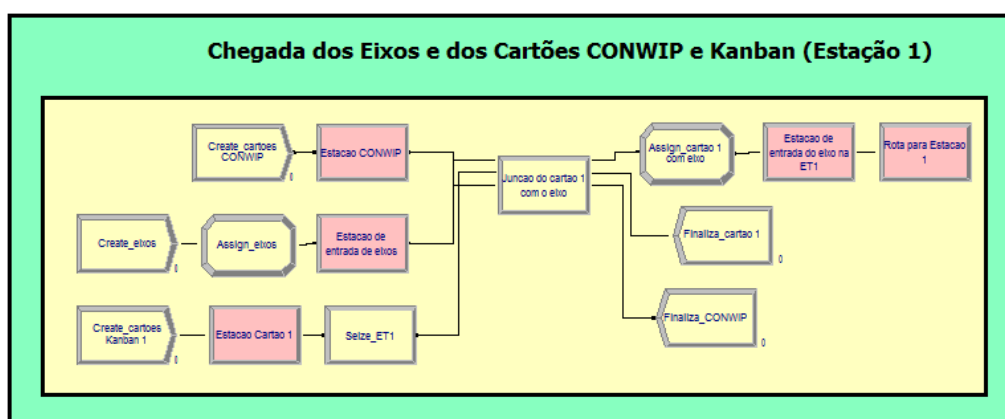 Chegada dos Eixos e dos Cartões CONWIP e Kanban (Estação 1)
Create_cartoes
CONWIP
0
Estacao CONWIP
Juncao do cartao 1
com o eixo
Assign_cartao 1
com eixo
Estacao de
entrada do eixo na
ET1
Rota para Estacao
1
Create_eixos
0
Assign_eixos
Estacao de
entrada de eixos
Finaliza_cartao 1
0
Create_cartoes
Kanban 1
0
Estacao Cartao 1
Seize_ET1
Finaliza_CONWIP
0